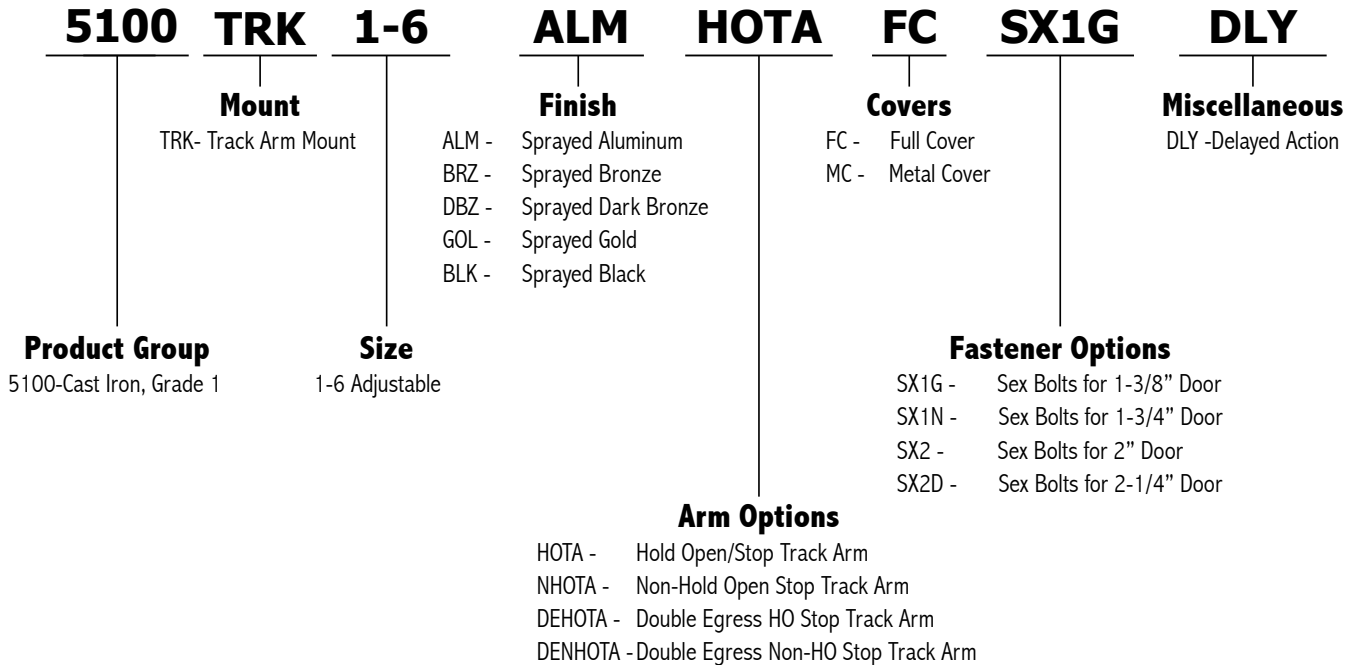 5100 TRK 1-6 ALM HOTA FC SX1G DLY
Mount
TRK- Track Arm Mount
Finish
ALM - Sprayed Aluminum
BRZ - Sprayed Bronze
DBZ - Sprayed Dark Bronze
GOL - Sprayed Gold
BLK - Sprayed Black
Covers
FC - Full Cover
MC - Metal Cover
Miscellaneous
DLY -Delayed Action
Product Group
5100-Cast Iron, Grade 1
Size
1-6 Adjustable
Fastener Options
SX1G - Sex Bolts for 1-3/8” Door
SX1N - Sex Bolts for 1-3/4” Door
SX2 - Sex Bolts for 2” Door
SX2D - Sex Bolts for 2-1/4” Door
Arm Options
HOTA - Hold Open/Stop Track Arm
NHOTA - Non-Hold Open Stop Track Arm
DEHOTA - Double Egress HO Stop Track Arm
DENHOTA -Double Egress Non-HO Stop Track Arm